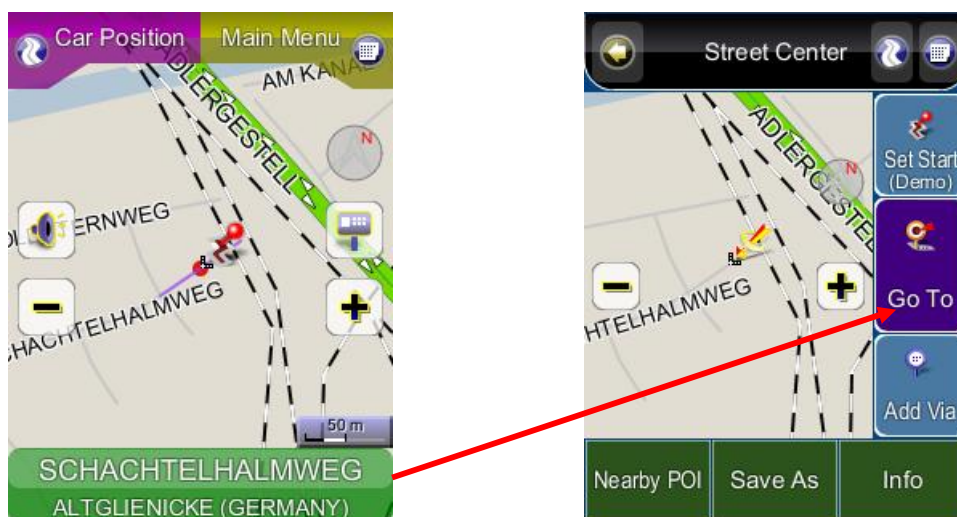 Car Position
Main Menu
ADLERGESTELL
AM KANAL
N
ERNWEG
SCHACHTELHALMWEG
50 m
SCHACHTELHALMWEG
ALTGLIENICKE (GERMANY)
Street Center
ADLERGESTEL
N
Set Start
(Demo)
Go To
HTELHALMWEG
Add Via
Nearby POI
Save As
Info